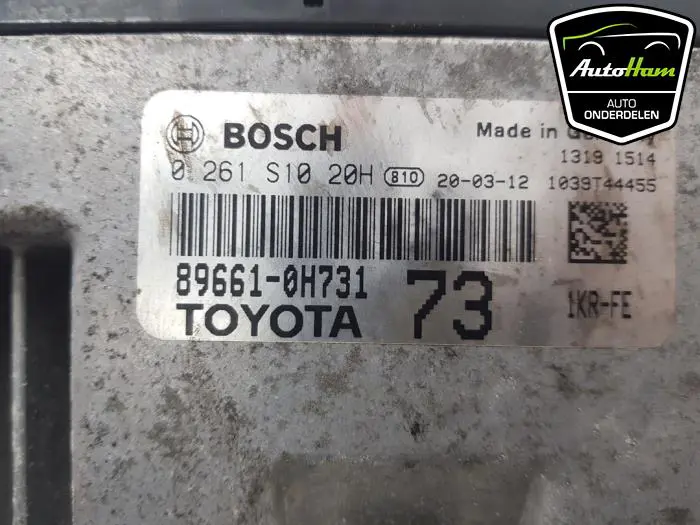 AutoHam
AUTO
ONDERDELEN
BOSCH
Made in
1319 1514
0 261 S10 20H 810 20-03-12 1039T44455
89661-0H731
73
1KR-FE
TOYOTA